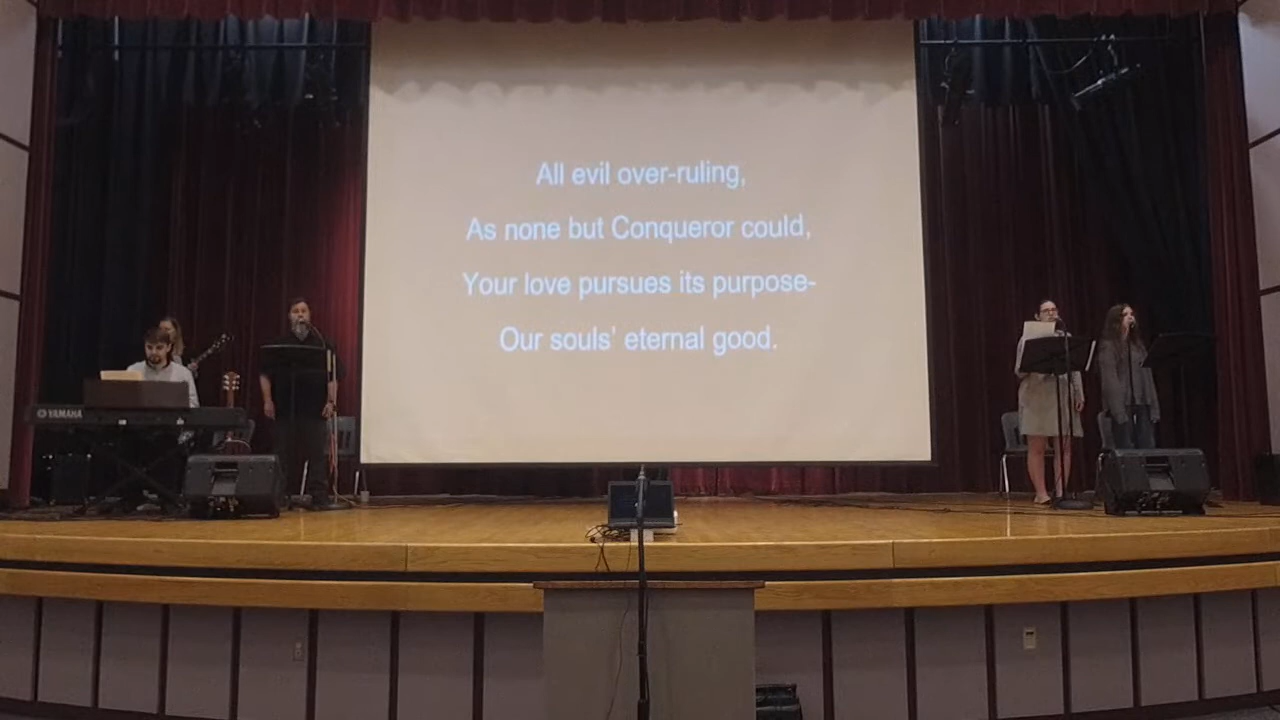 All evil over-ruling,
As none but Conqueror could,
Your love pursues its purpose-
Our souls' eternal good.
YAMAHA